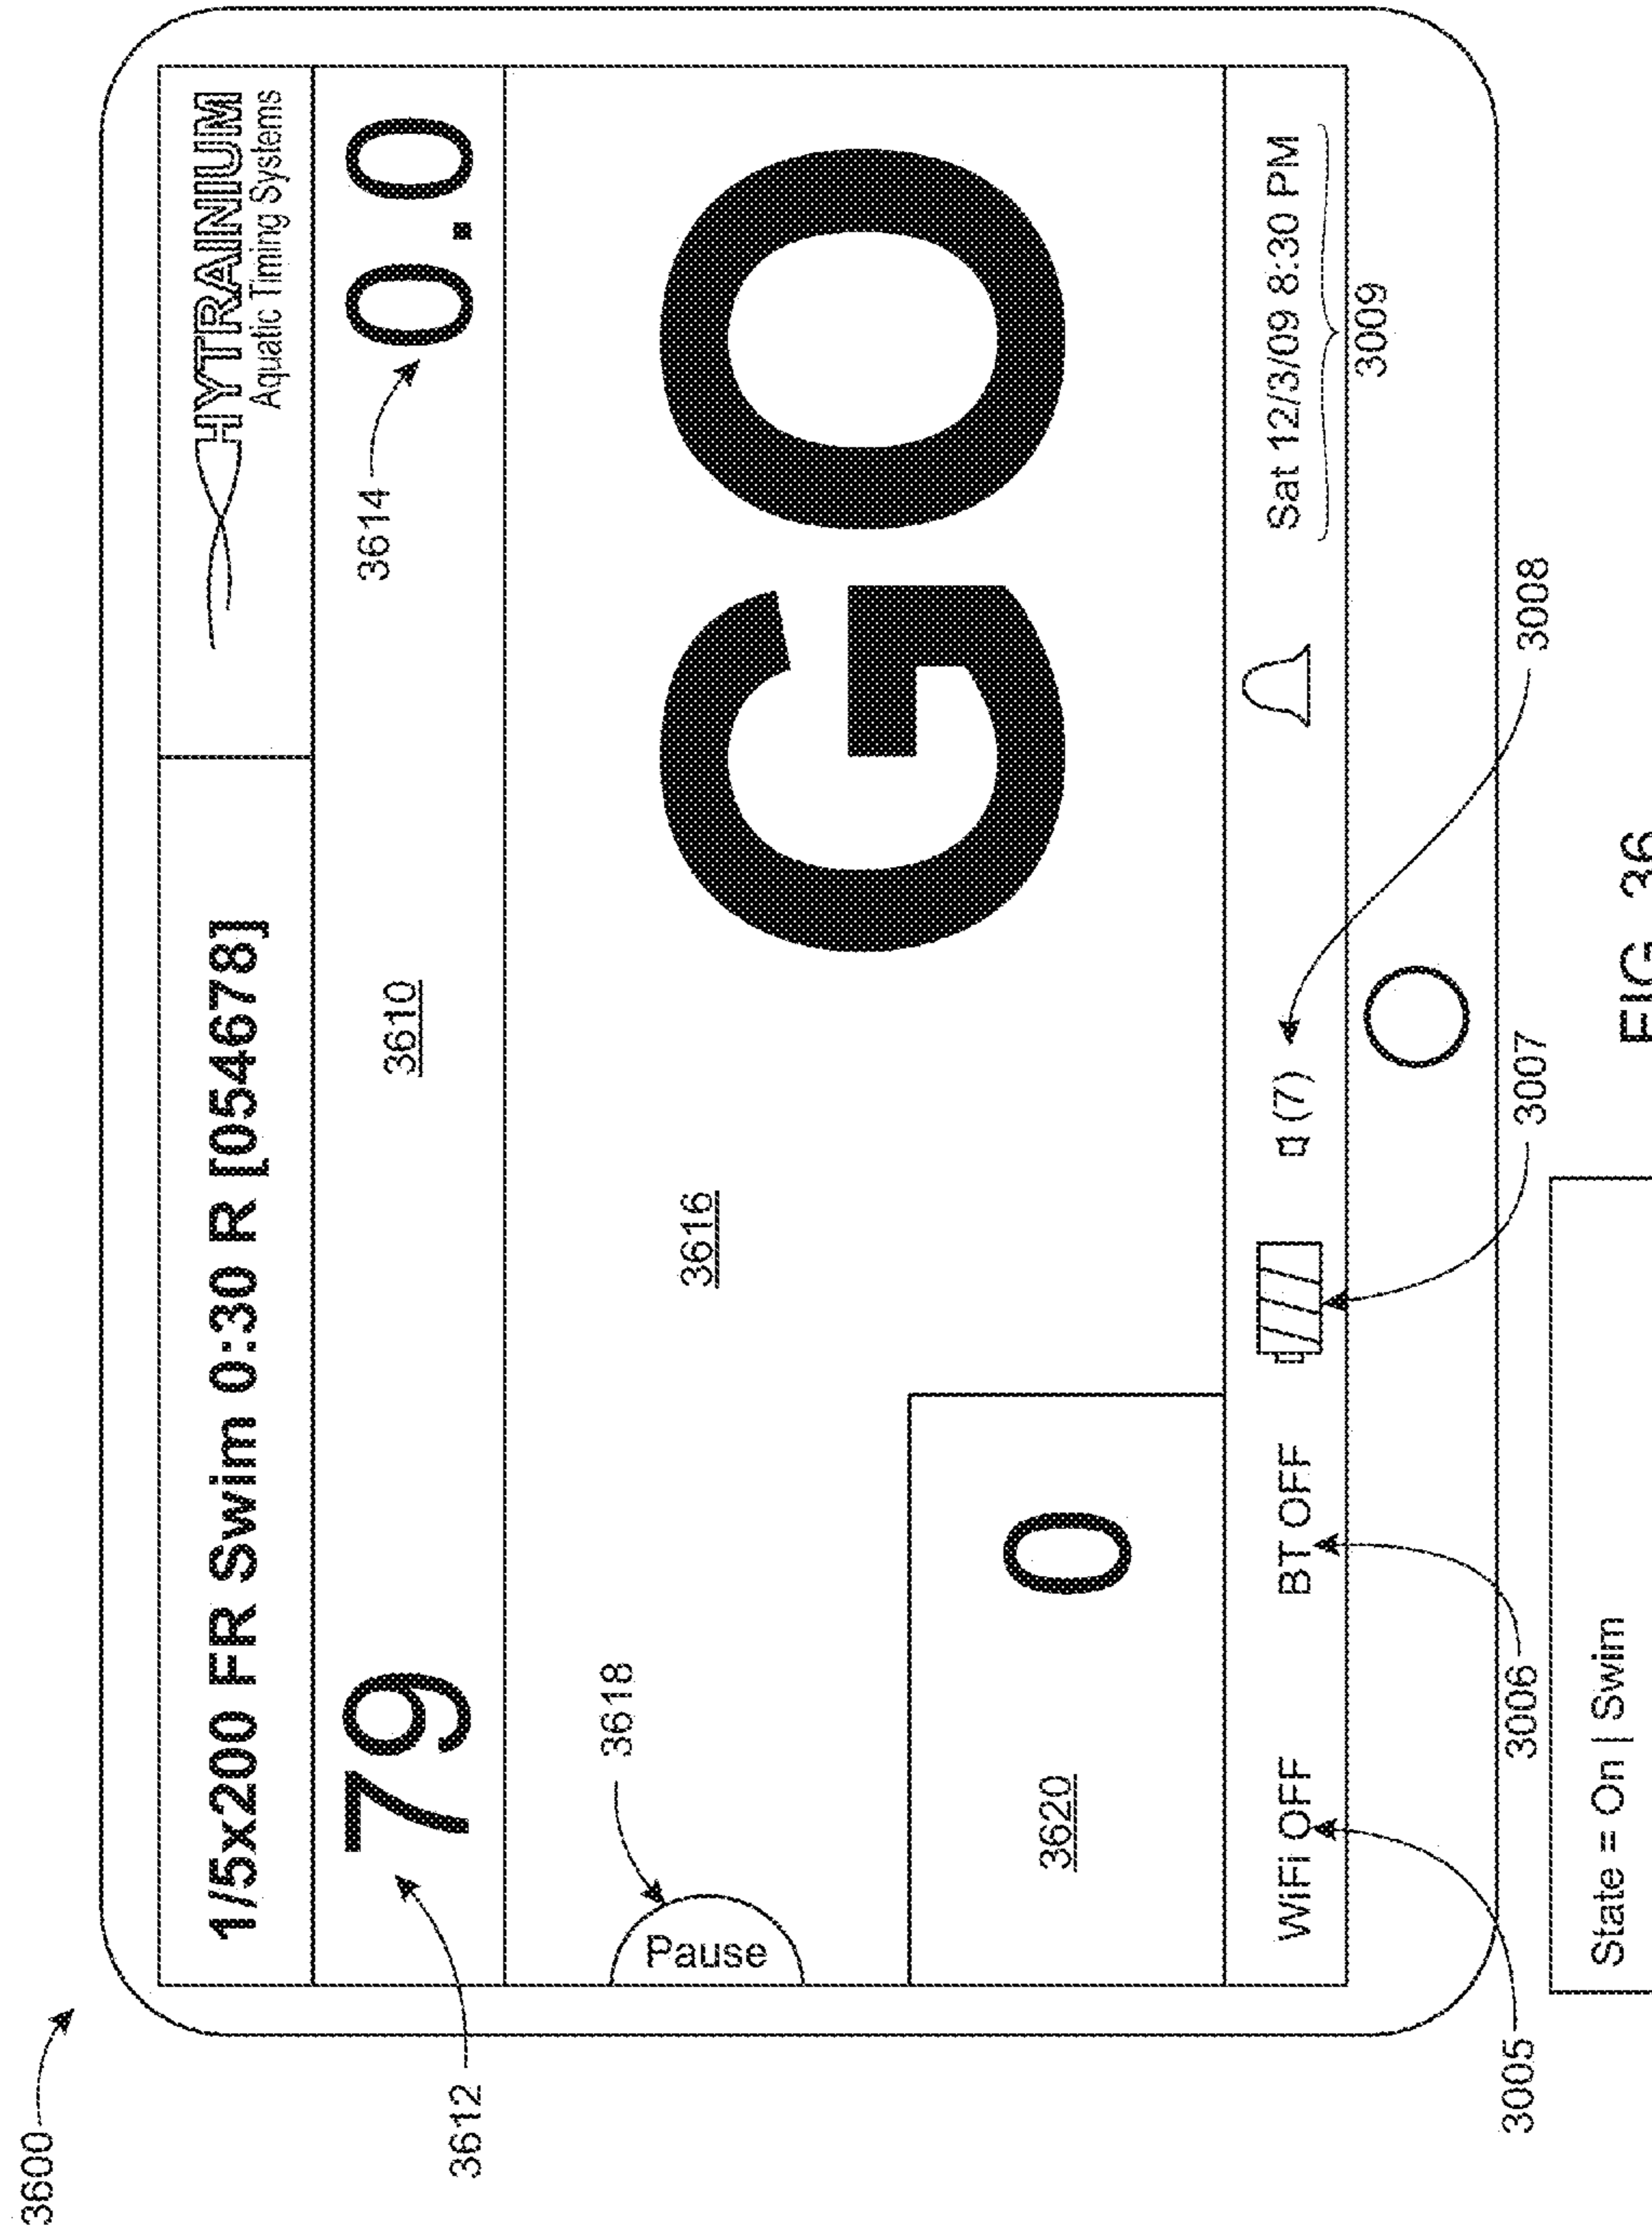 3600
1/5x200 FR Swim 0:30 R [054678]
HYTRAINIUM
Aquatic Timing Systems
3612
79
3610
3614
0.0
Pause
3618
3616
GO
3620
0
WiFi OFF
BT OFF
(7)
Sat 12/3/09 8:30 PM
3009
3005
3006
3007
3008
State = On | Swim
FIG. 36